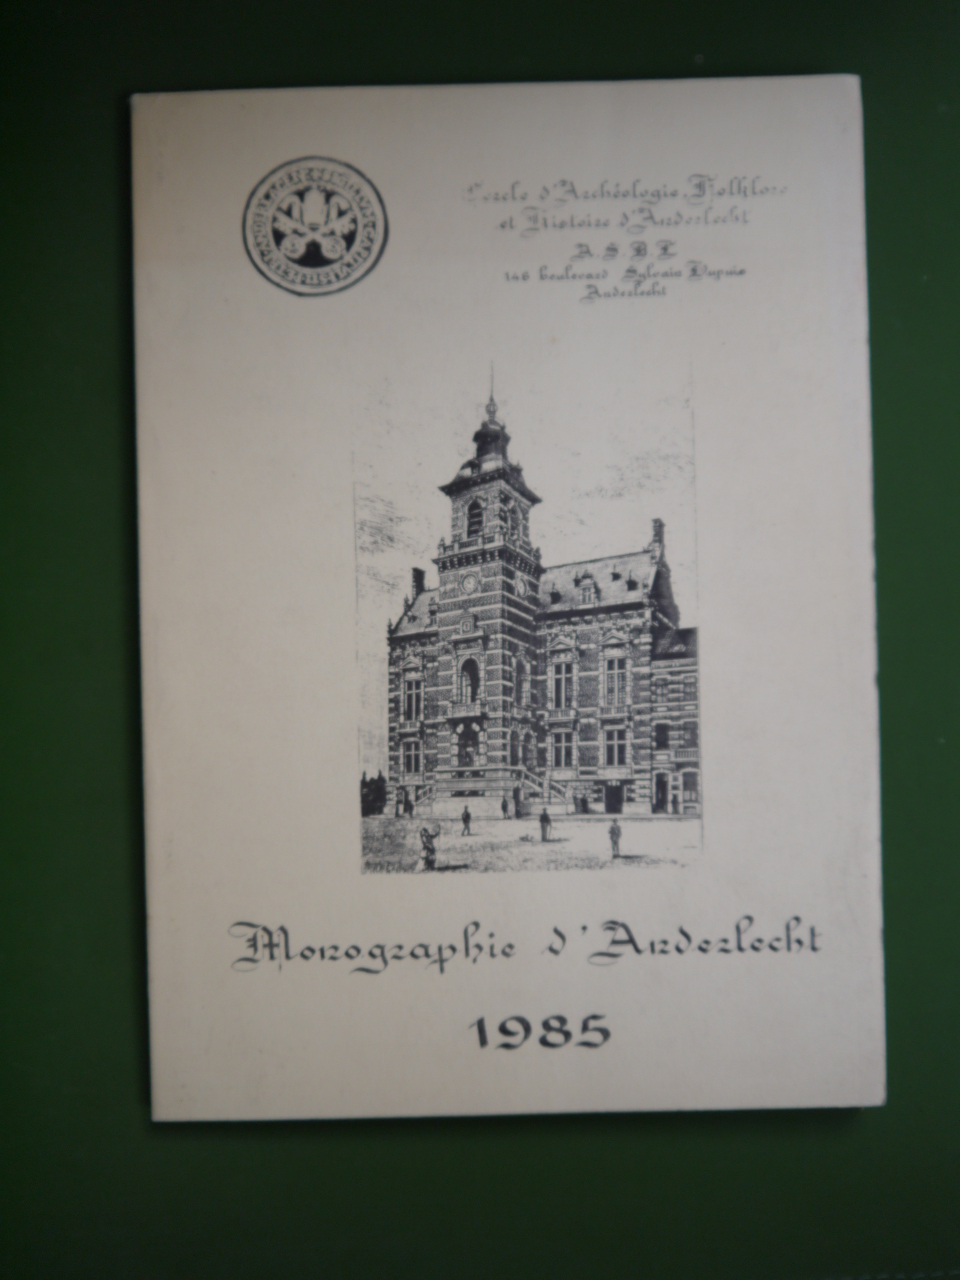 Cercle d'Archéologie, Folklore
et Histoire d'Anderlecht
A.S.B.L
146 boulevard Sylvain Dupuis
Anderlecht
Monographie d'Anderlecht
1985